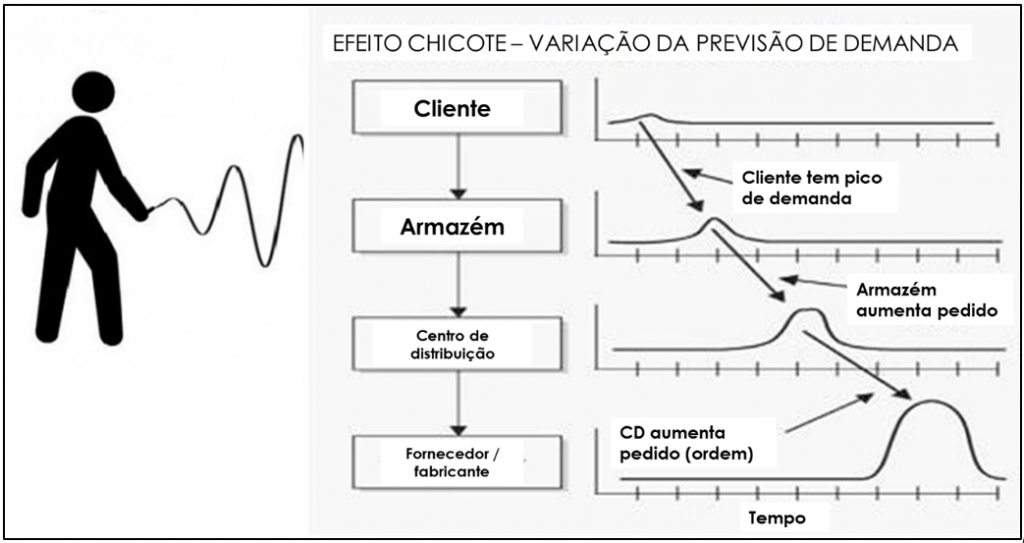 EFEITO CHICOTE – VARIAÇÃO DA PREVISÃO DE DEMANDA
Cliente
Cliente tem pico
de demanda
Armazém
Armazém
aumenta pedido
Centro de
distribuição
CD aumenta
pedido (ordem)
Fornecedor /
fabricante
Tempo